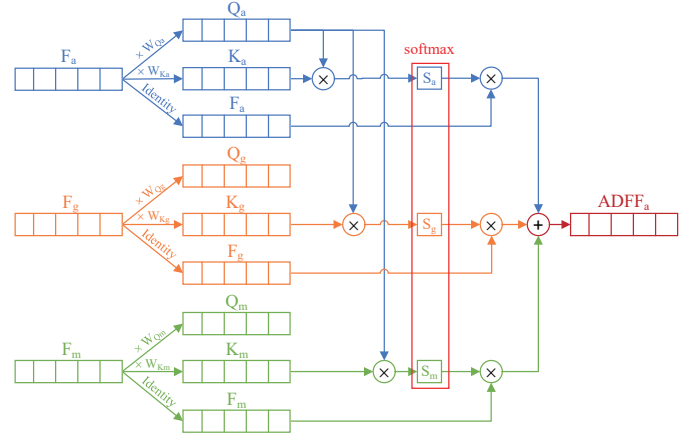 Qa
softmax
Fa
× WQa
× WKa
Identity
Ka
×
Sa
×
Fa
Qg
Fg
× WQg
× WKg
Identity
Kg
×
Sg
×
+
ADFFa
Fg
Qm
Fm
× WQm
× WKm
Identity
Km
×
Sm
×
Fm